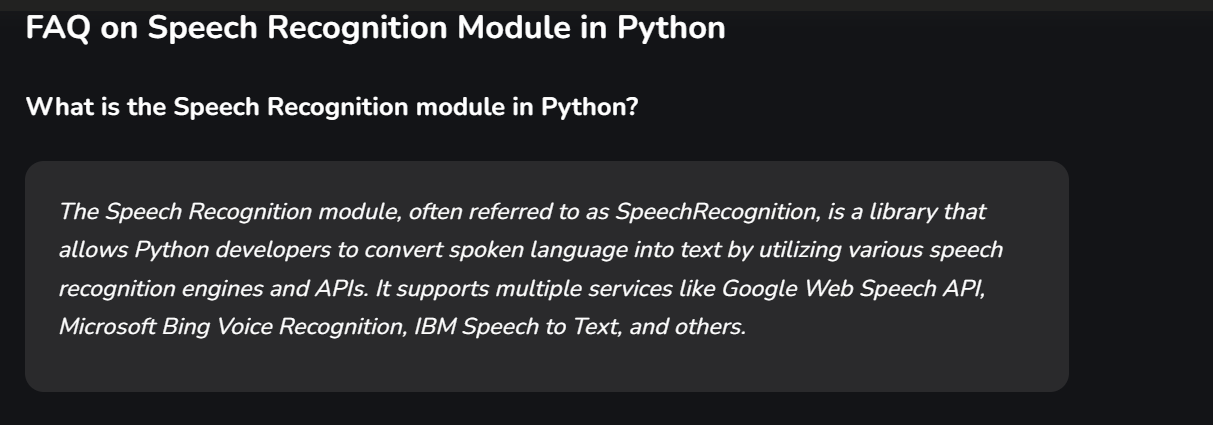 FAQ on Speech Recognition Module in Python
What is the Speech Recognition module in Python?
The Speech Recognition module, often referred to as SpeechRecognition, is a library that
allows Python developers to convert spoken language into text by utilizing various speech
recognition engines and APIs. It supports multiple services like Google Web Speech API,
Microsoft Bing Voice Recognition, IBM Speech to Text, and others.